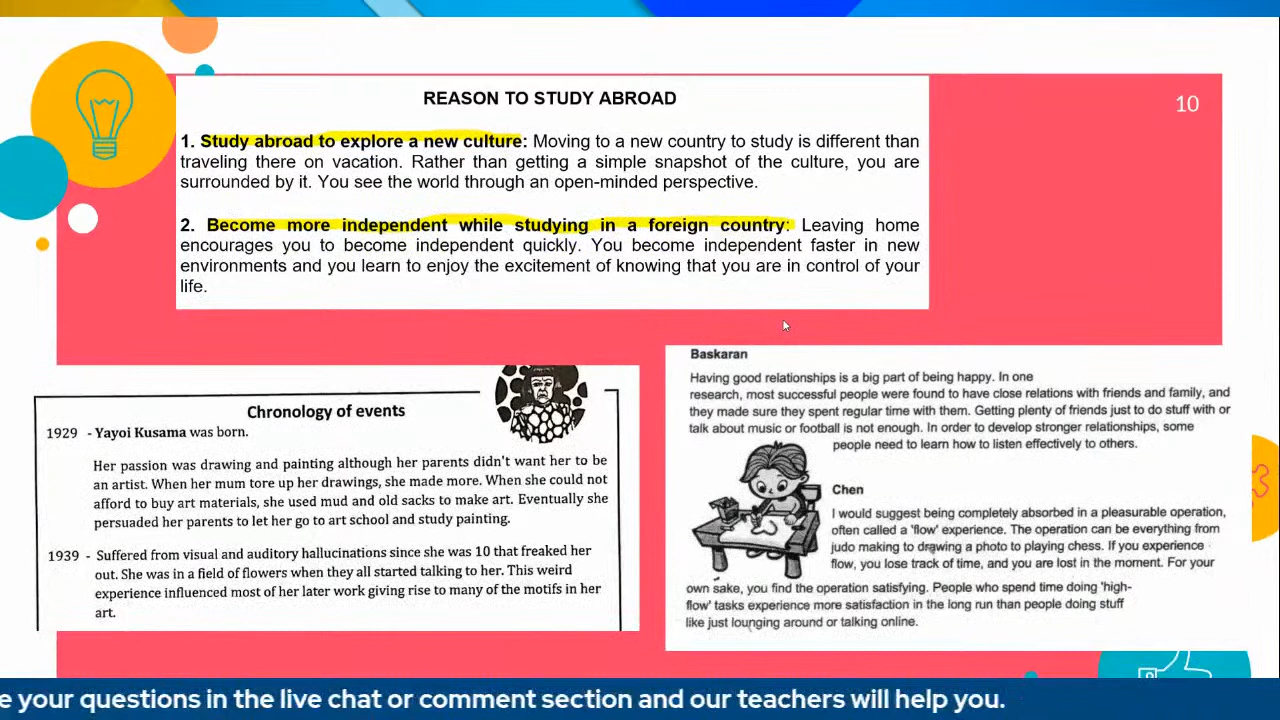 REASON TO STUDY ABROAD
10
1. Study abroad to explore a new culture: Moving to a new country to study is different than
traveling there on vacation. Rather than getting a simple snapshot of the culture, you are
surrounded by it. You see the world through an open-minded perspective.
2. Become more independent while studying in a foreign country: Leaving home
encourages you to become independent quickly. You become independent faster in new
environments and you learn to enjoy the excitement of knowing that you are in control of your
life.
Chronology of events
1929 - Yayoi Kusama was born.
Her passion was drawing and painting although her parents didn't want her to be
an artist. When her mum tore up her drawings, she made more. When she could not
afford to buy art materials, she used mud and old sacks to make art. Eventually she
persuaded her parents to let her go to art school and study painting.
1939 - Suffered from visual and auditory hallucinations since she was 10 that freaked her
out. She was in a field of flowers when they all started talking to her. This weird
experience influenced most of her later work giving rise to many of the motifs in her
art.
Baskaran
Having good relationships is a big part of being happy. In one
research, most successful people were found to have close relations with friends and family, and
they made sure they spent regular time with them. Getting plenty of friends just to do stuff with or
talk about music or football is not enough. In order to develop stronger relationships, some
people need to learn how to listen effectively to others.
Chen
I would suggest being completely absorbed in a pleasurable operation,
often called a 'flow' experience. The operation can be everything from
judo making to drawing a photo to playing chess. If you experience
flow, you lose track of time, and you are lost in the moment. For your
own sake, you find the operation satisfying. People who spend time doing 'high-
flow' tasks experience more satisfaction in the long run than people doing stuff
like just lounging around or talking online.
e your questions in the live chat or comment section and our teachers will help you.